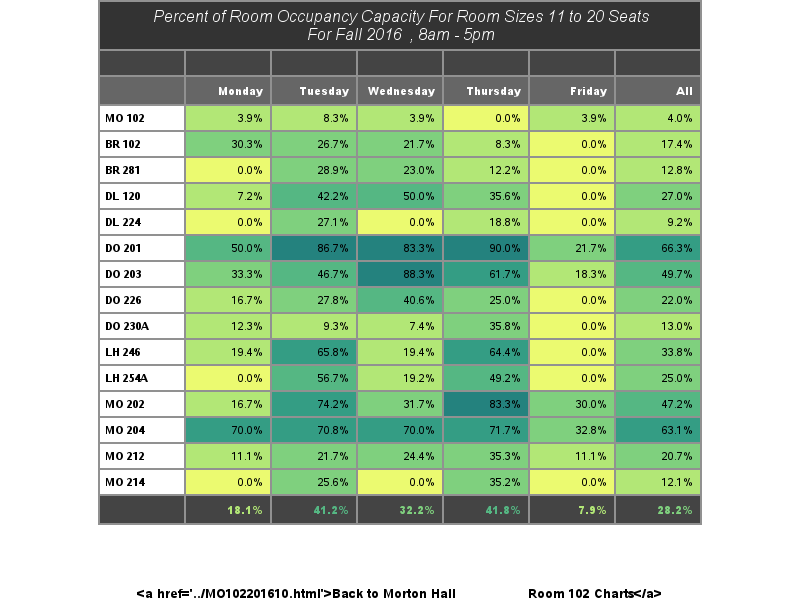 Percent of Room Occupancy Capacity For Room Sizes 11 to 20 Seats
For Fall 2016 , 8am - 5pm
Monday Tuesday Wednesday Thursday Friday All
MO 102 3.9% 8.3% 3.9% 0.0% 3.9% 4.0%
BR 102 30.3% 26.7% 21.7% 8.3% 0.0% 17.4%
BR 281 0.0% 28.9% 23.0% 12.2% 0.0% 12.8%
DL 120 7.2% 42.2% 50.0% 35.6% 0.0% 27.0%
DL 224 0.0% 27.1% 0.0% 18.8% 0.0% 9.2%
DO 201 50.0% 86.7% 83.3% 90.0% 21.7% 66.3%
DO 203 33.3% 46.7% 88.3% 61.7% 18.3% 49.7%
DO 226 16.7% 27.8% 40.6% 25.0% 0.0% 22.0%
DO 230A 12.3% 9.3% 7.4% 35.8% 0.0% 13.0%
LH 246 19.4% 65.8% 19.4% 64.4% 0.0% 33.8%
LH 254A 0.0% 56.7% 19.2% 49.2% 0.0% 25.0%
MO 202 16.7% 74.2% 31.7% 83.3% 30.0% 47.2%
MO 204 70.0% 70.8% 70.0% 71.7% 32.8% 63.1%
MO 212 11.1% 21.7% 24.4% 35.3% 11.1% 20.7%
MO 214 0.0% 25.6% 0.0% 35.2% 0.0% 12.1%
18.1% 41.2% 32.2% 41.8% 7.9% 28.2%
<a href='../MO102201610.html'>Back to Morton Hall Room 102 Charts</a>